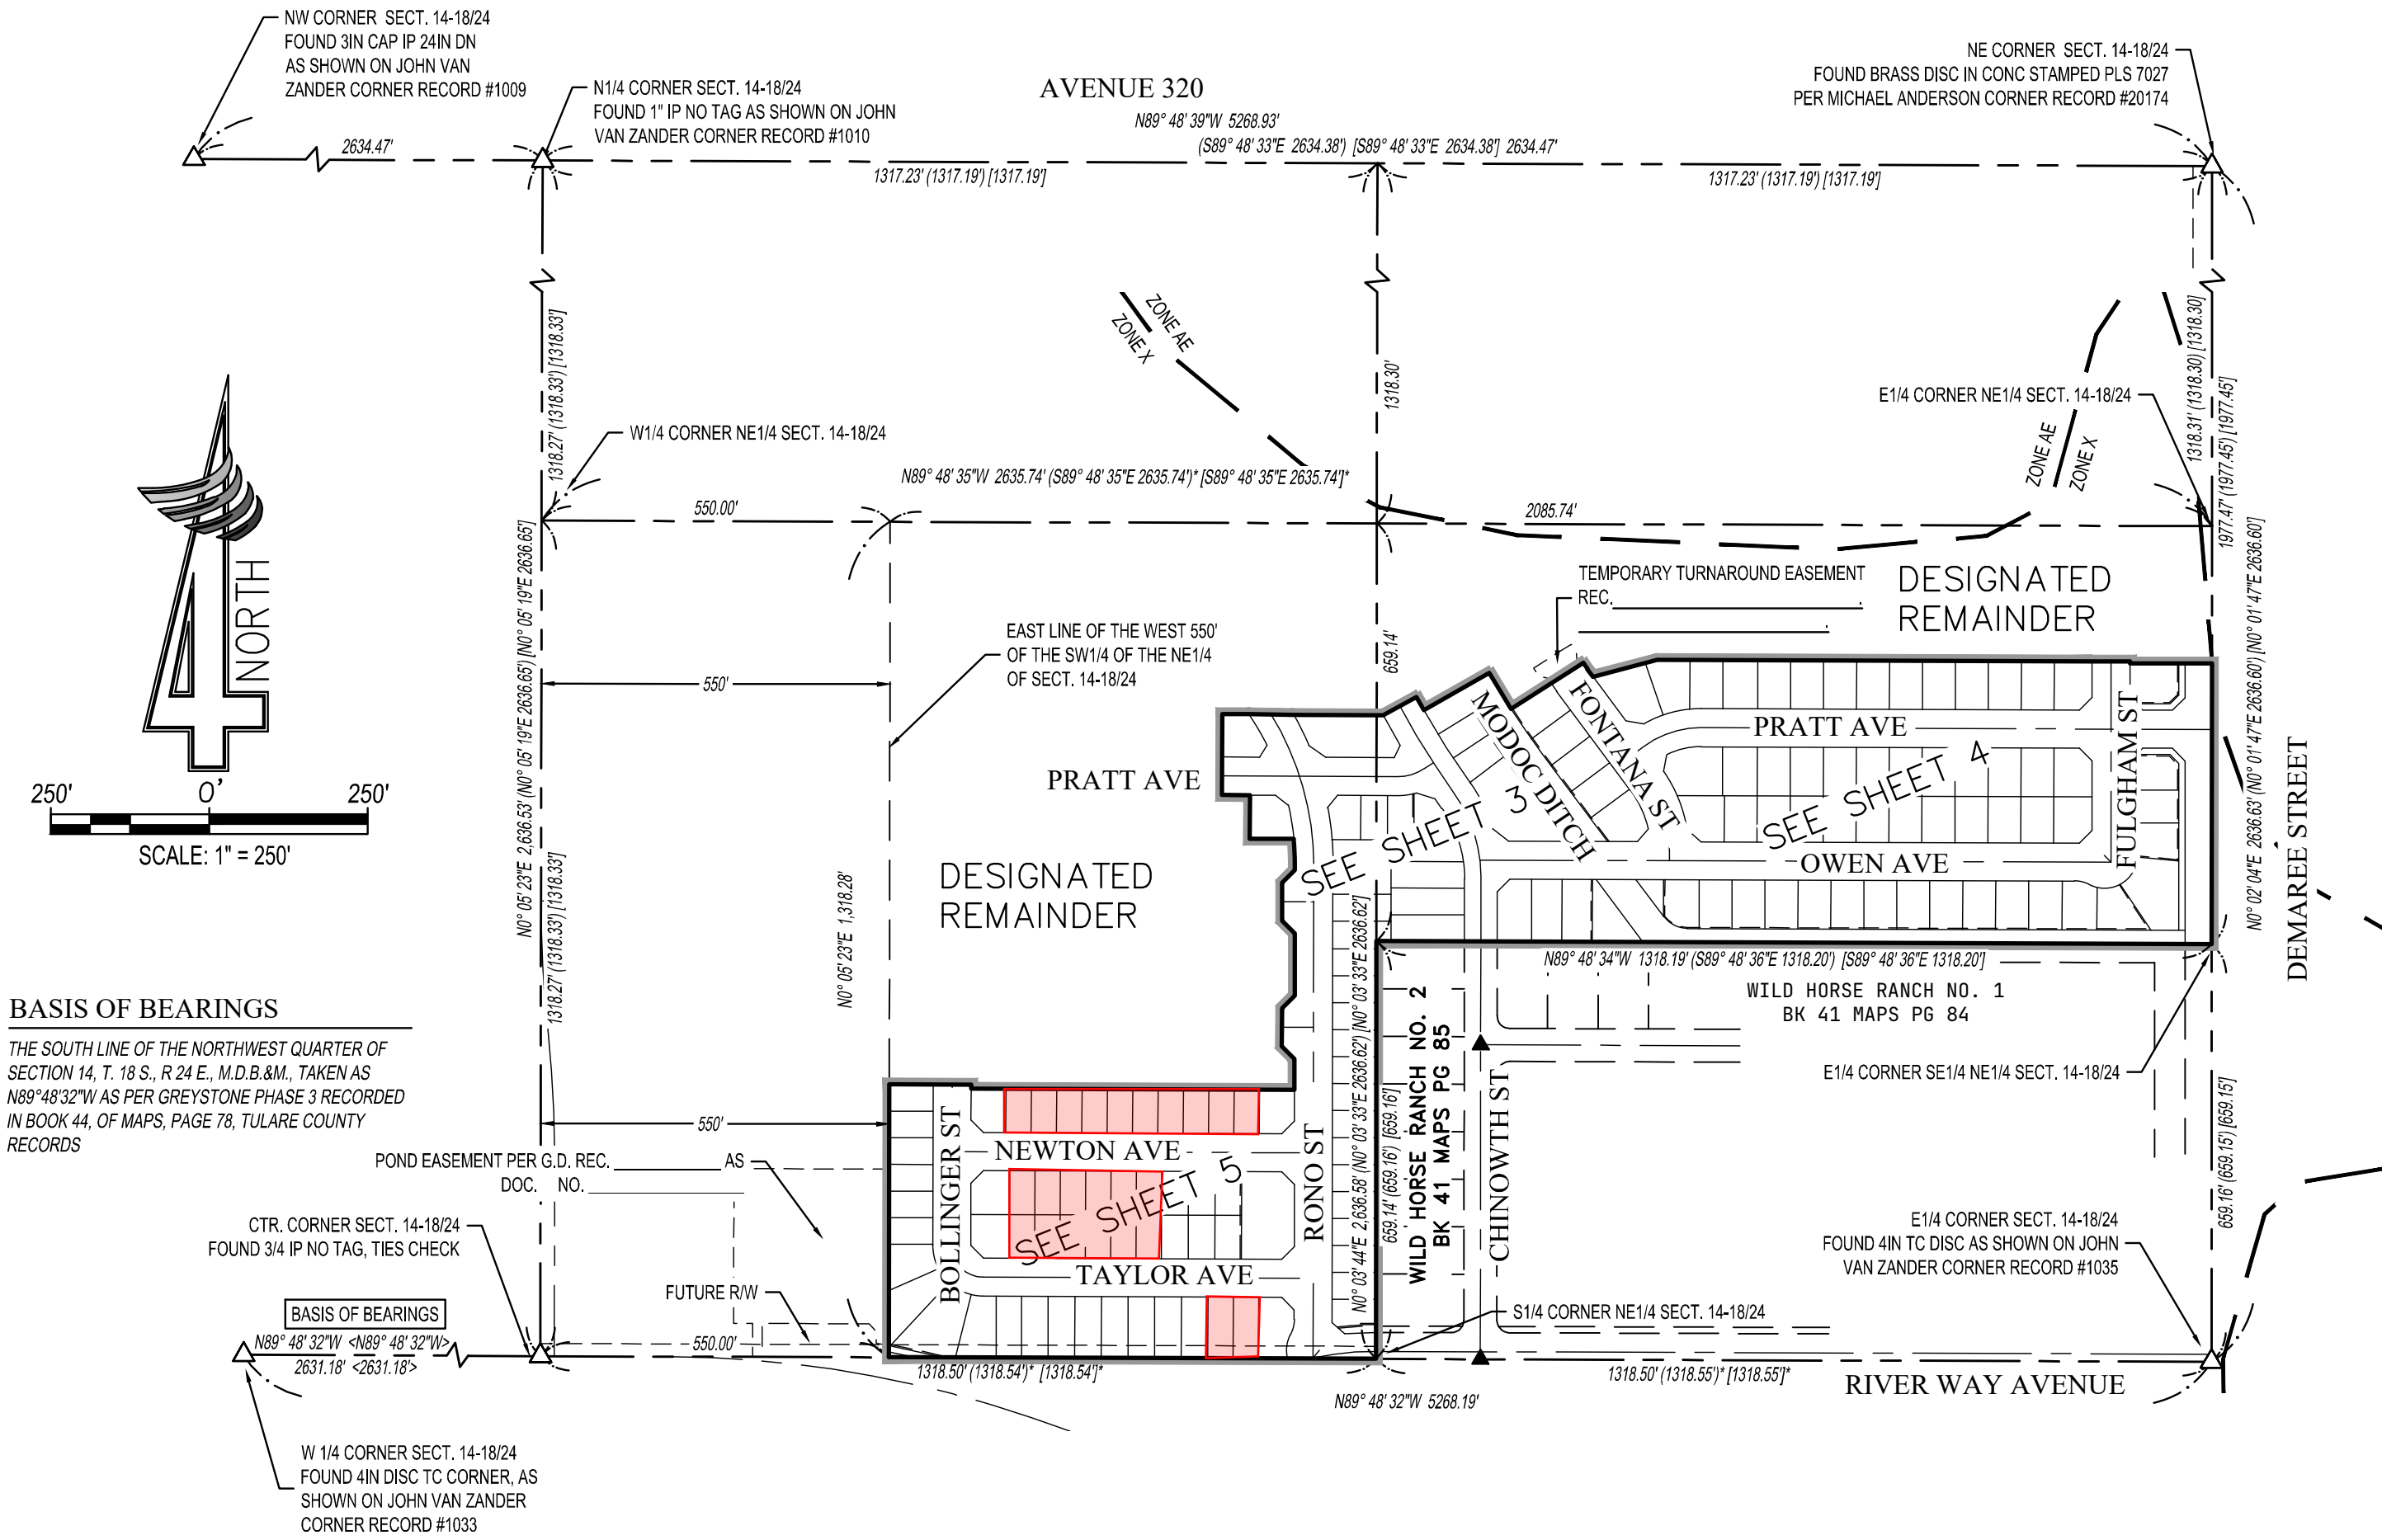 NW CORNER SECT. 14-18/24
FOUND 3IN CAP IP 24IN DN
AS SHOWN ON JOHN VAN
ZANDER CORNER RECORD #1009
N1/4 CORNER SECT. 14-18/24
FOUND 1" IP NO TAG AS SHOWN ON JOHN
VAN ZANDER CORNER RECORD #1010
AVENUE 320
N89° 48' 39"W 5268.93'
(S89° 48' 33"E 2634.38') [S89° 48' 33"E 2634.38'] 2634.47'
NE CORNER SECT. 14-18/24
FOUND BRASS DISC IN CONC STAMPED PLS 7027
PER MICHAEL ANDERSON CORNER RECORD #20174
2634.47'
1317.23' (1317.19') [1317.19']
1317.23' (1317.19') [1317.19']
ZONE AE
ZONE X
1318.27' (1318.33') [1318.33']
1318.30'
1318.31' (1318.30) [1318.30]
1977.47' (1977.45') [1977.45']
E1/4 CORNER NE1/4 SECT. 14-18/24
ZONE AE
ZONE X
W1/4 CORNER NE1/4 SECT. 14-18/24
N89° 48' 35"W 2635.74' (S89° 48' 35"E 2635.74')* [S89° 48' 35"E 2635.74']*
550.00'
2085.74'
NORTH
250'
0'
250'
SCALE: 1" = 250'
N0° 05' 23"E 2,636.53' (N0° 05' 19"E 2636.65') [N0° 05' 19"E 2636.65']
TEMPORARY TURNAROUND EASEMENT
REC.
DESIGNATED
REMAINDER
EAST LINE OF THE WEST 550'
OF THE SW1/4 OF THE NE1/4
OF SECT. 14-18/24
659.14'
550'
N0° 02' 04"E 2636.63' (N0° 01' 47"E 2636.60') [N0° 01' 47"E 2636.60']
MODOC DITCH
FONTANA ST
PRATT AVE
FULGHAM ST
PRATT AVE
SEE SHEET 3
SEE SHEET 4
OWEN AVE
DEMAREE STREET
DESIGNATED
REMAINDER
1318.27' (1318.33') [1318.33']
N0° 05' 23"E 1,318.28'
N89° 48' 34"W 1318.19' (S89° 48' 36"E 1318.20') [S89° 48' 36"E 1318.20']
WILD HORSE RANCH NO. 1
BK 41 MAPS PG 84
BASIS OF BEARINGS
THE SOUTH LINE OF THE NORTHWEST QUARTER OF
SECTION 14, T. 18 S., R 24 E., M.D.B.&M., TAKEN AS
N89°48'32"W AS PER GREYSTONE PHASE 3 RECORDED
IN BOOK 44, OF MAPS, PAGE 78, TULARE COUNTY
RECORDS
E1/4 CORNER SE1/4 NE1/4 SECT. 14-18/24
N0° 03' 44"E 2,636.58' (N0° 03' 33"E 2636.62') [N0° 03' 33"E 2636.62']
659.14' (659.16') [659.16']
WILD HORSE RANCH NO. 2
BK 41 MAPS PG 85
CHINOWTH ST
659.16' (659.15') [659.15']
550'
BOLLINGER ST
NEWTON AVE
RONO ST
SEE SHEET 5
TAYLOR AVE
POND EASEMENT PER G.D. REC. AS
DOC. NO.
CTR. CORNER SECT. 14-18/24
FOUND 3/4 IP NO TAG, TIES CHECK
E1/4 CORNER SECT. 14-18/24
FOUND 4IN TC DISC AS SHOWN ON JOHN
VAN ZANDER CORNER RECORD #1035
FUTURE R/W
S1/4 CORNER NE1/4 SECT. 14-18/24
BASIS OF BEARINGS
N89° 48' 32"W <N89° 48' 32"W>
2631.18' <2631.18'>
550.00'
1318.50' (1318.54')* [1318.54']*
1318.50' (1318.55')* [1318.55']*
RIVER WAY AVENUE
N89° 48' 32"W 5268.19'
W 1/4 CORNER SECT. 14-18/24
FOUND 4IN DISC TC CORNER, AS
SHOWN ON JOHN VAN ZANDER
CORNER RECORD #1033